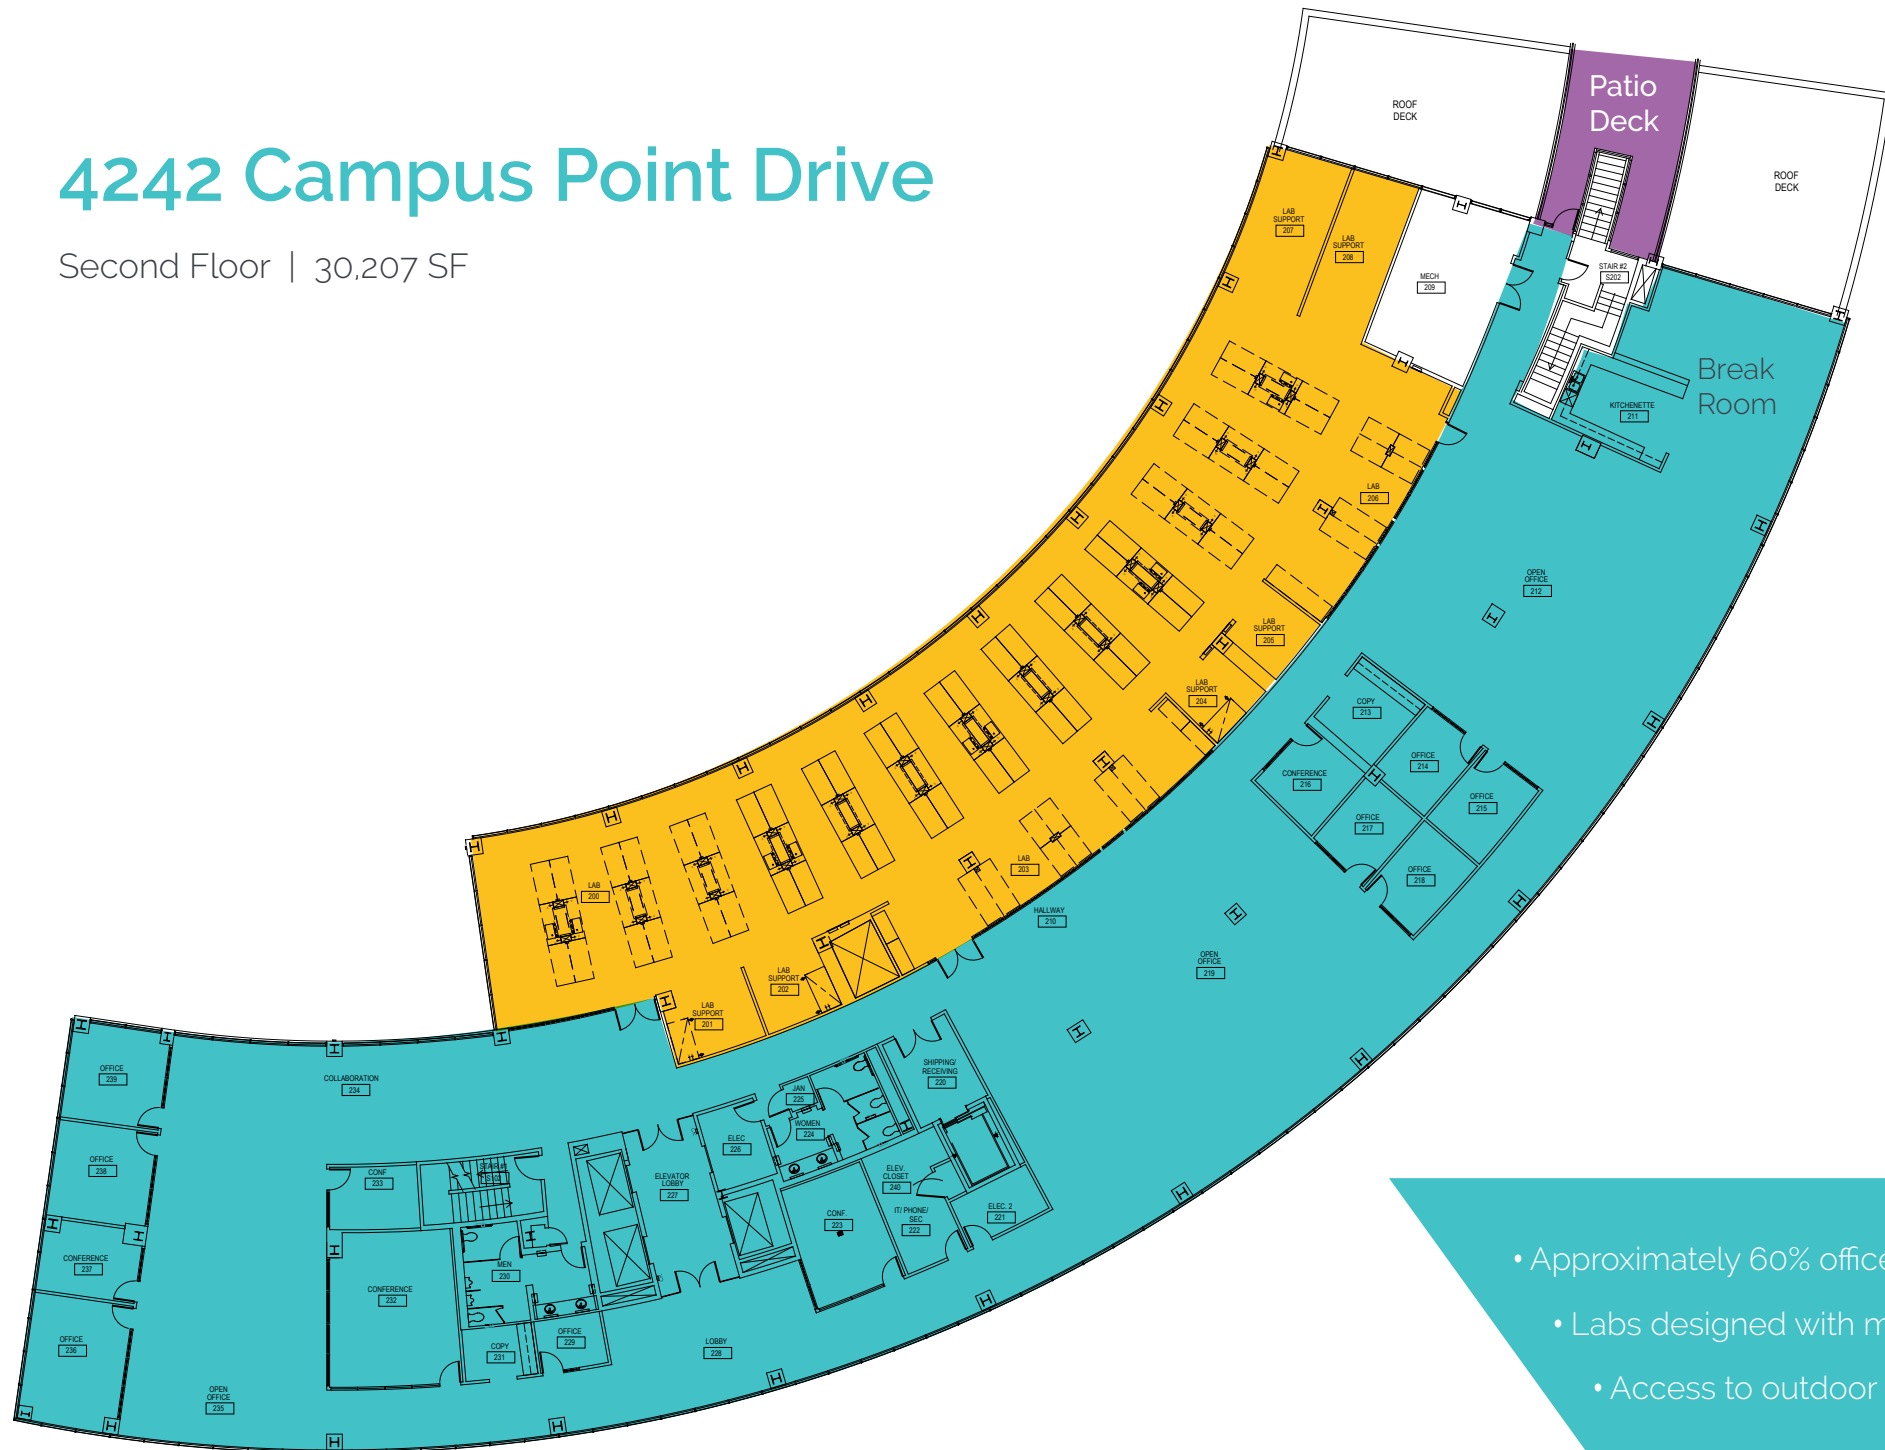 4242 Campus Point Drive
Second Floor | 30,207 SF
ROOF
DECK
Patio
Deck
ROOF
DECK
LAB
SUPPORT
207
LAB
SUPPORT
208
MECH
209
STAIR #2
S202
Break
Room
KITCHENETTE
211
LAB
206
OPEN
OFFICE
212
LAB
SUPPORT
205
LAB
SUPPORT
204
COPY
213
OFFICE
214
CONFERENCE
216
OFFICE
215
OFFICE
217
OFFICE
218
LAB
203
LAB
200
HALLWAY
210
OPEN
OFFICE
219
LAB
SUPPORT
202
LAB
SUPPORT
201
OFFICE
239
COLLABORATION
234
SHIPPING/
RECEIVING
220
JAN
225
WOMEN
224
ELEC
226
OFFICE
238
CONF
233
STAIR #1
S102
ELEVATOR
LOBBY
227
ELEV.
CLOSET
240
CONF.
223
IT/ PHONE/
SEC
222
ELEC. 2
221
CONFERENCE
237
MEN
230
CONFERENCE
232
OFFICE
236
COPY
231
OFFICE
229
LOBBY
228
OPEN
OFFICE
235
• Approximately 60% office
• Labs designed with m
• Access to outdoor